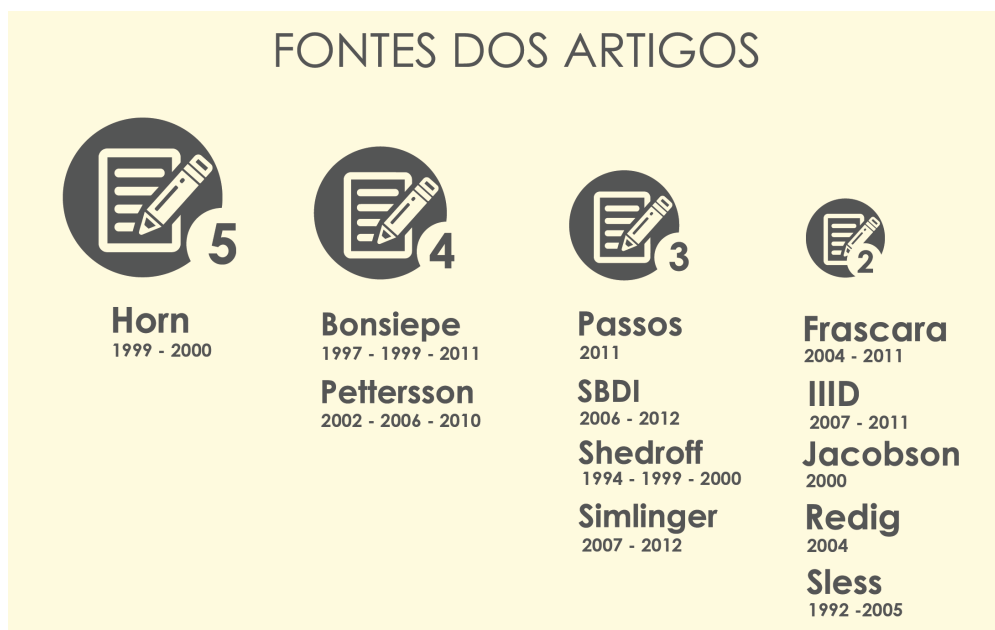 FONTES DOS ARTIGOS
5
Horn
1999 - 2000
4
Bonsiepe
1997 - 1999 - 2011
Pettersson
2002 - 2006 - 2010
3
Passos
2011
SBDI
2006 - 2012
Shedroff
1994 - 1999 - 2000
Simlinger
2007 - 2012
2
Frascara
2004 - 2011
IIID
2007 - 2011
Jacobson
2000
Redig
2004
Sless
1992 -2005